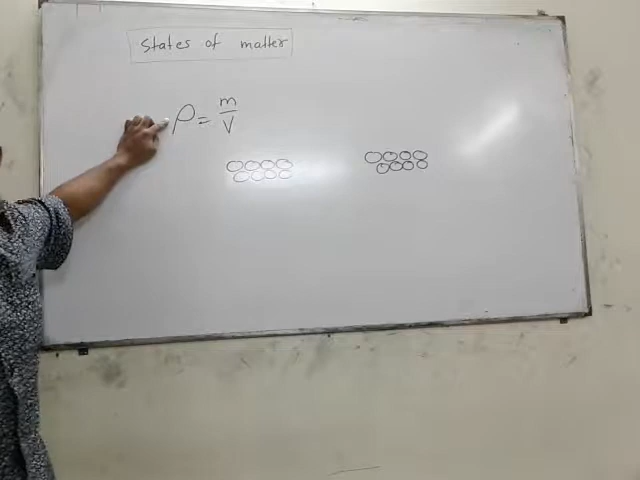 States of matter
ρ = m/V